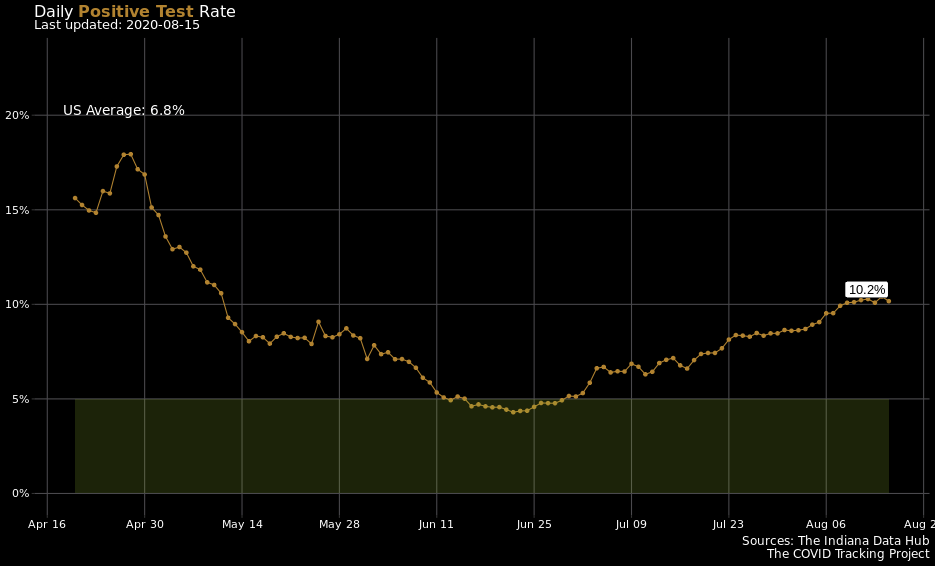 Daily Positive Test Rate
Last updated: 2020-08-15
US Average: 6.8%
20%
15%
10%
5%
0%
10.2%
Apr 16 Apr 30 May 14 May 28 Jun 11 Jun 25 Jul 09 Jul 23 Aug 06 Aug 2
Sources: The Indiana Data Hub
The COVID Tracking Project